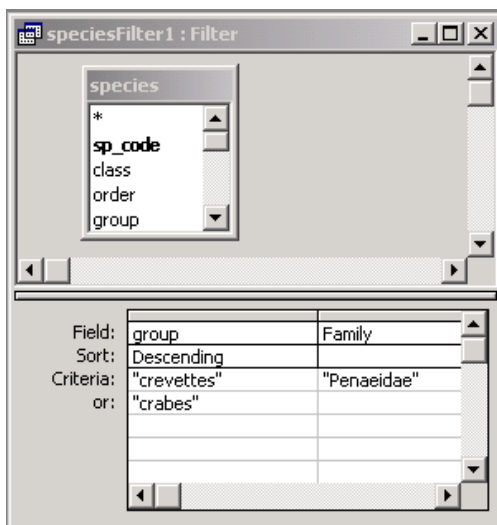 speciesFilter1 : Filter
species
*
sp_code
class
order
group
Field: group Family
Sort: Descending
Criteria: "crevettes" "Penaeidae"
or: "crabes"